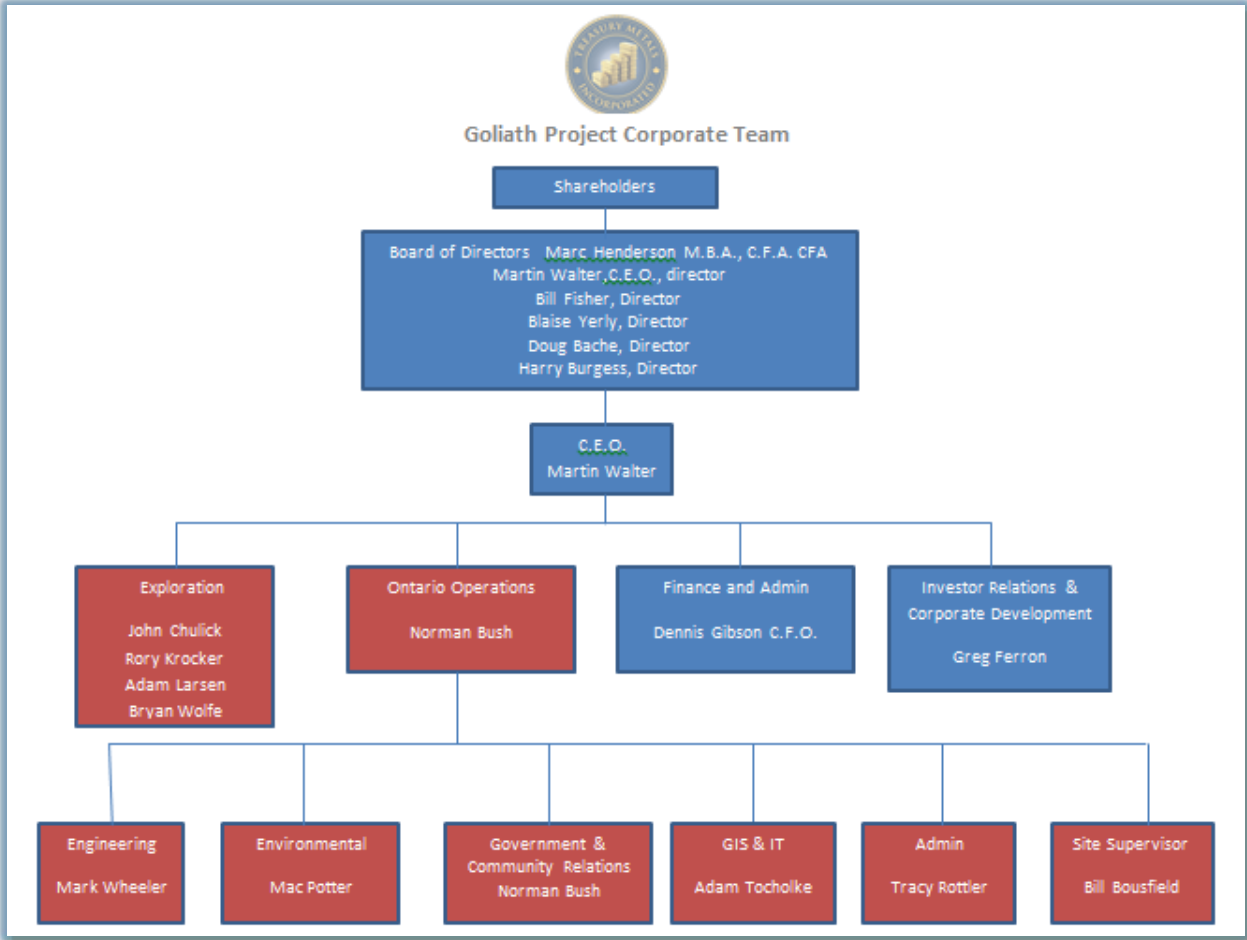 TREASURY METALS
INCORPORATED
Goliath Project Corporate Team
Shareholders
Board of Directors Marc Henderson M.B.A., C.F.A. CFA
Martin Walter,C.E.O., director
Bill Fisher, Director
Blaise Yerly, Director
Doug Bache, Director
Harry Burgess, Director
C.E.O.
Martin Walter
Exploration
John Chulick
Rory Krocker
Adam Larsen
Bryan Wolfe
Ontario Operations
Norman Bush
Finance and Admin
Dennis Gibson C.F.O.
Investor Relations &
Corporate Development
Greg Ferron
Engineering
Mark Wheeler
Environmental
Mac Potter
Government &
Community Relations
Norman Bush
GIS & IT
Adam Tocholke
Admin
Tracy Rottler
Site Supervisor
Bill Bousfield